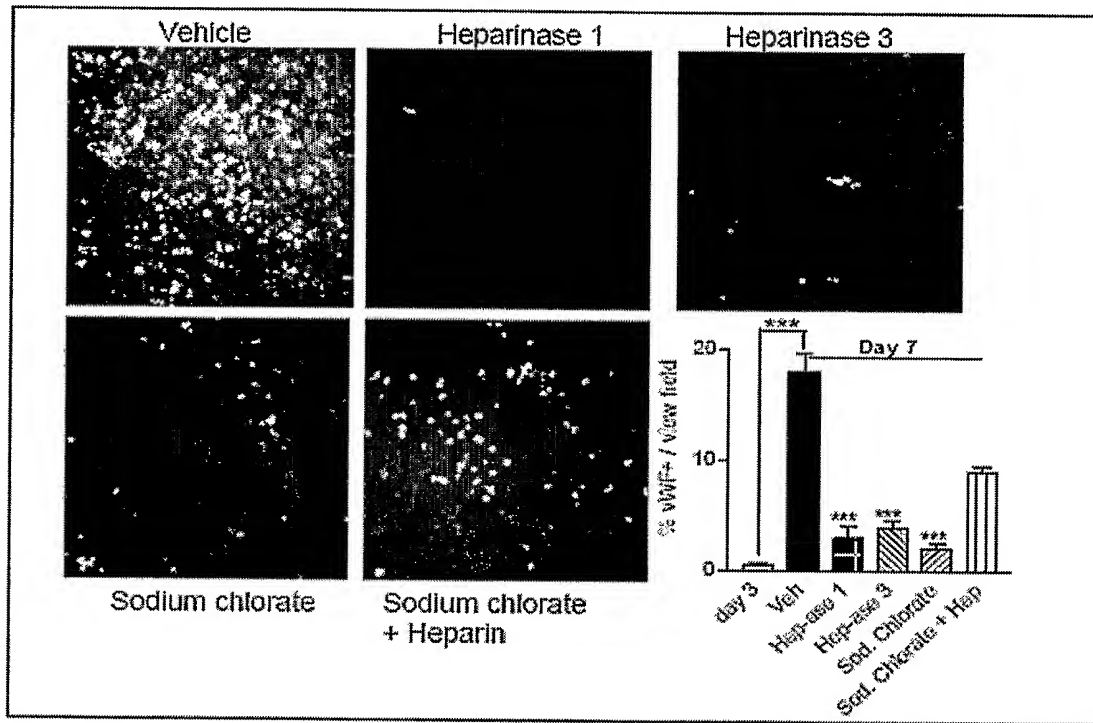 Vehicle
Heparinase 1
Heparinase 3
Sodium chlorate
Sodium chlorate
+ Heparin
% vWF+ / view field
20
10
0
***
Day 7
***
***
***
day 3
Veh
Hep-ase 1
Hep-ase 3
Sod. Chlorate
Sod. Chlorate + Hep